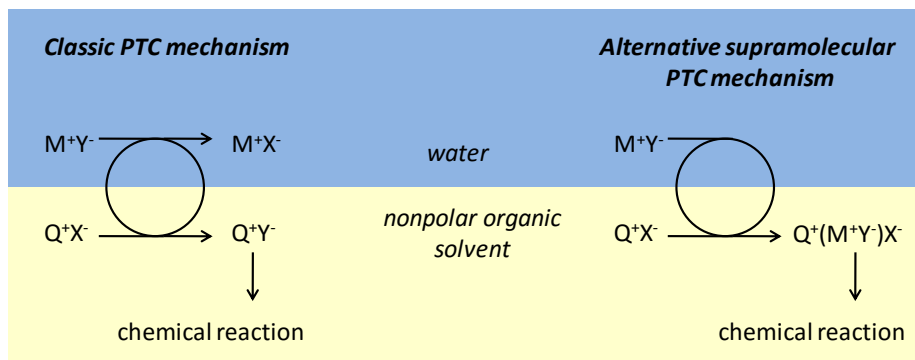 Classic PTC mechanism
Alternative supramolecular
PTC mechanism
M⁺Y⁻
M⁺X⁻
water
M⁺Y⁻
Q⁺X⁻
Q⁺Y⁻
nonpolar organic
solvent
Q⁺X⁻
Q⁺(M⁺Y⁻)X⁻
chemical reaction
chemical reaction